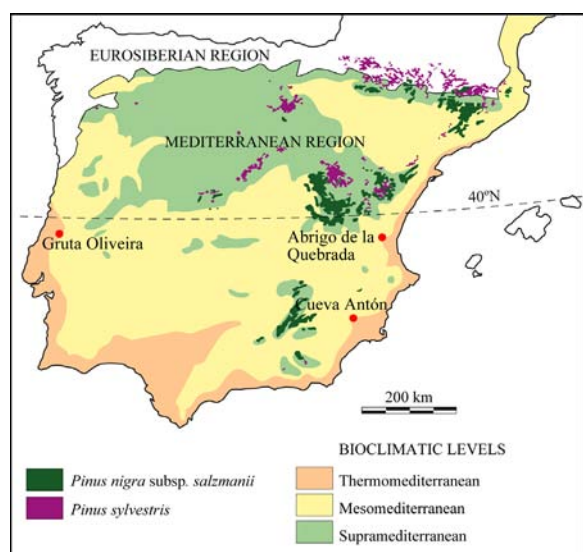 EUROSIBERIAN REGION
MEDITERRANEAN REGION
40ºN
Gruta Oliveira
Abrigo de la
Quebrada
Cueva Antón
200 km
BIOCLIMATIC LEVELS
Pinus nigra subsp. salzmanii
Pinus sylvestris
Thermomediterranean
Mesomediterranean
Supramediterranean